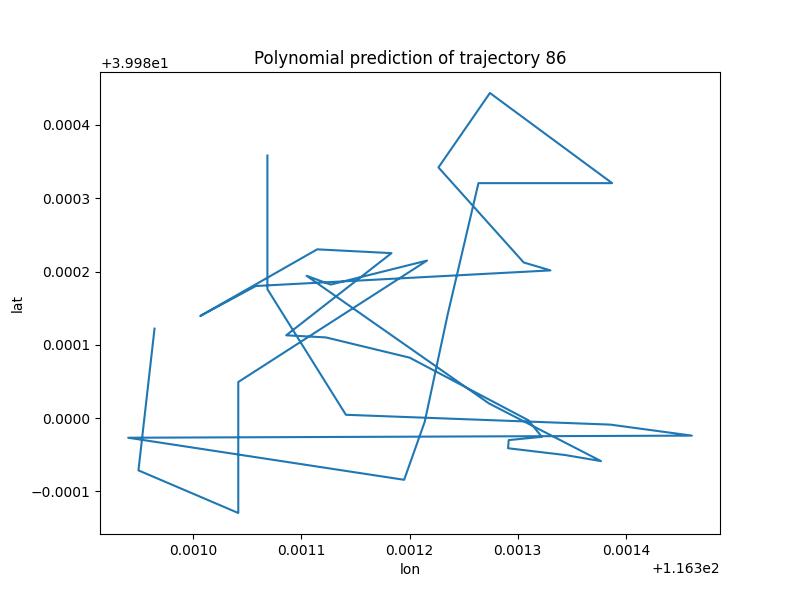 Polynomial prediction of trajectory 86
+3.998e1
0.0004
0.0003
0.0002
0.0001
0.0000
−0.0001
lat
0.0010 0.0011 0.0012 0.0013 0.0014
lon
+1.163e2